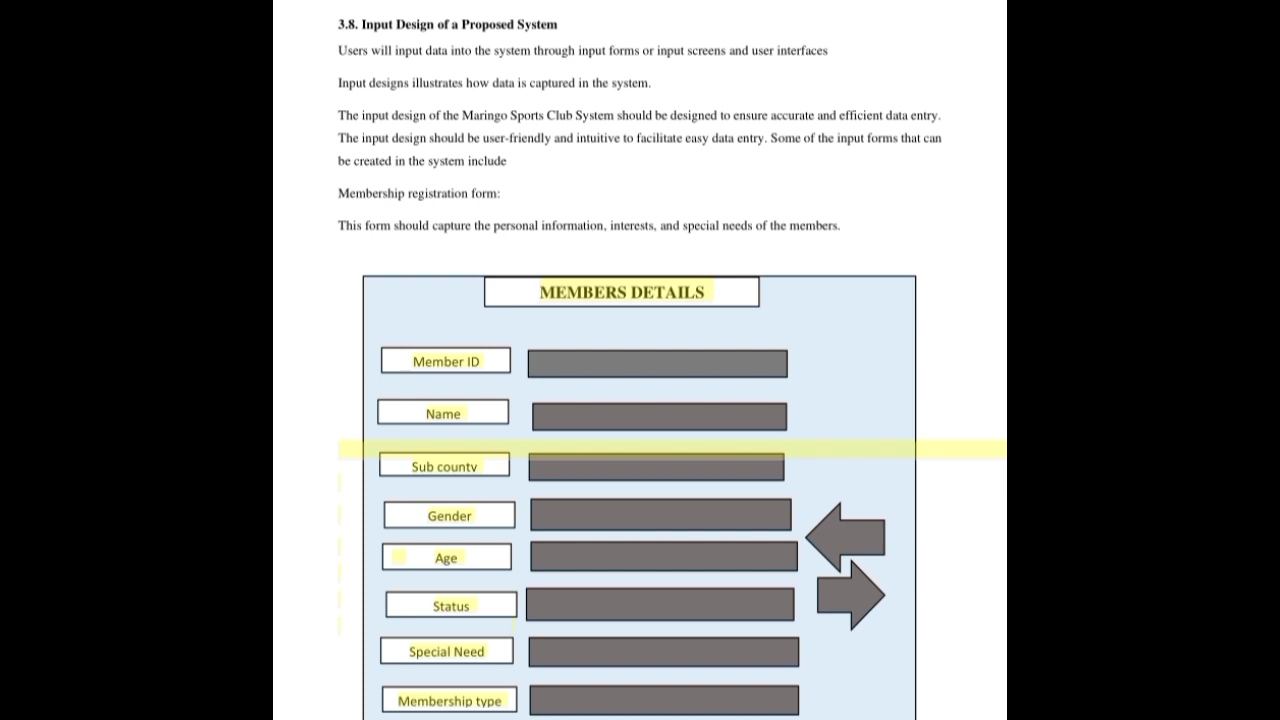 3.8. Input Design of a Proposed System
Users will input data into the system through input forms or input screens and user interfaces
Input designs illustrates how data is captured in the system.
The input design of the Maringo Sports Club System should be designed to ensure accurate and efficient data entry.
The input design should be user-friendly and intuitive to facilitate easy data entry. Some of the input forms that can
be created in the system include
Membership registration form:
This form should capture the personal information, interests, and special needs of the members.
MEMBERS DETAILS
Member ID
Name
Sub county
Gender
Age
Status
Special Need
Membership type